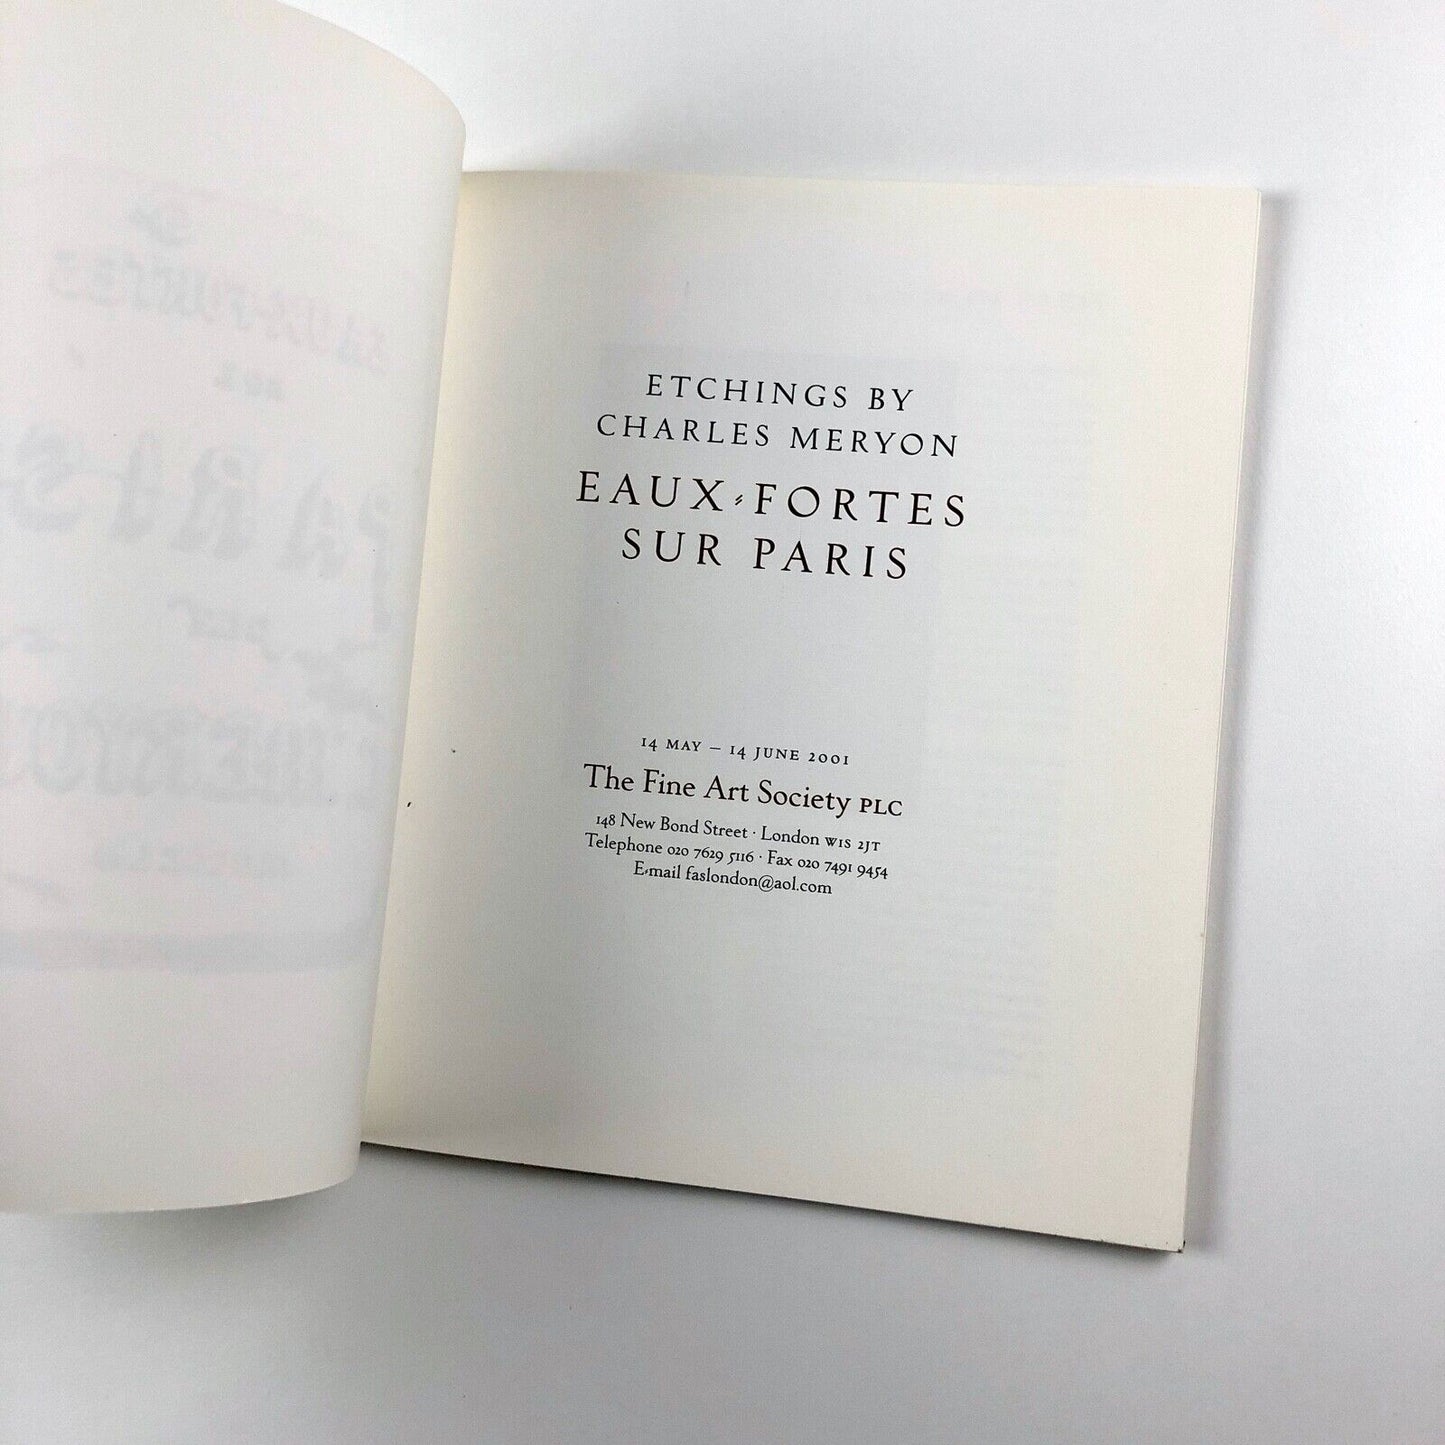 ETCHINGS BY
CHARLES MERYON
EAUX-FORTES
SUR PARIS
14 MAY – 14 JUNE 2001
The Fine Art Society PLC
148 New Bond Street · London W1S 2JT
Telephone 020 7629 5116 · Fax 020 7491 9454
E-mail faslondon@aol.com